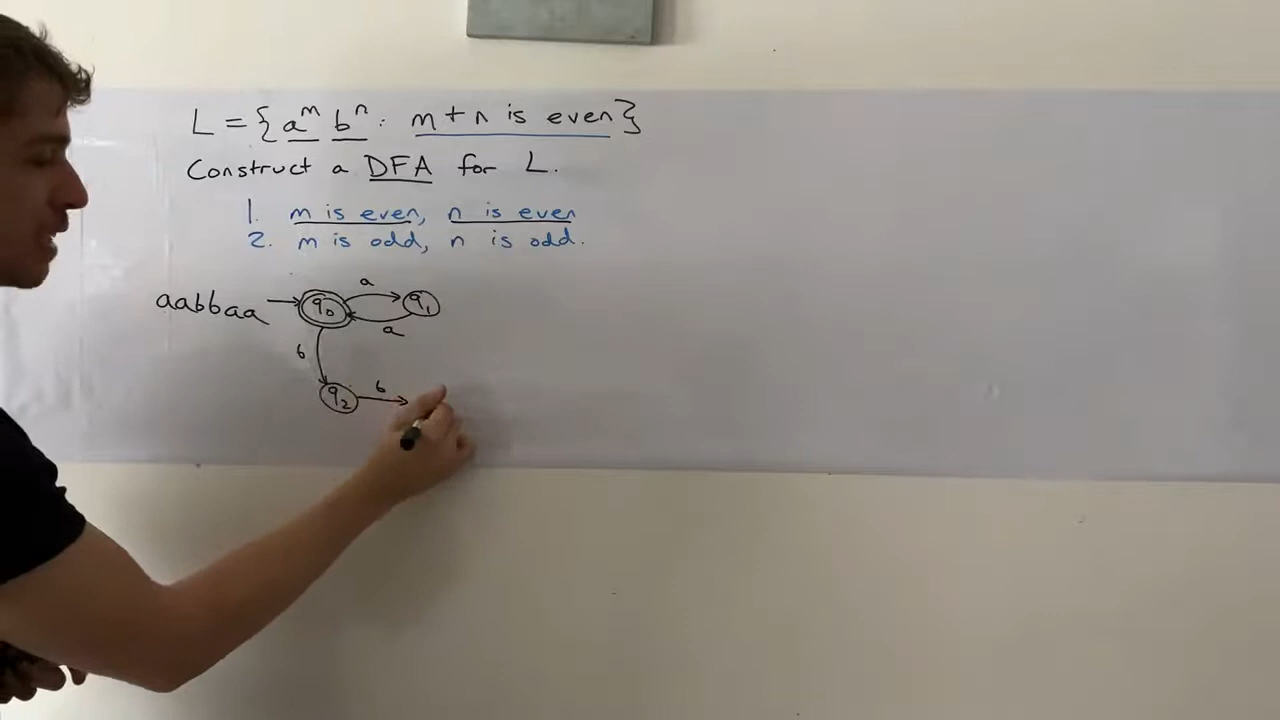 L = { a^m b^n : m + n is even }
Construct a DFA for L.
1. m is even, n is even
2. m is odd, n is odd.
a
aabbaa q0 q1
a
b
q2 b